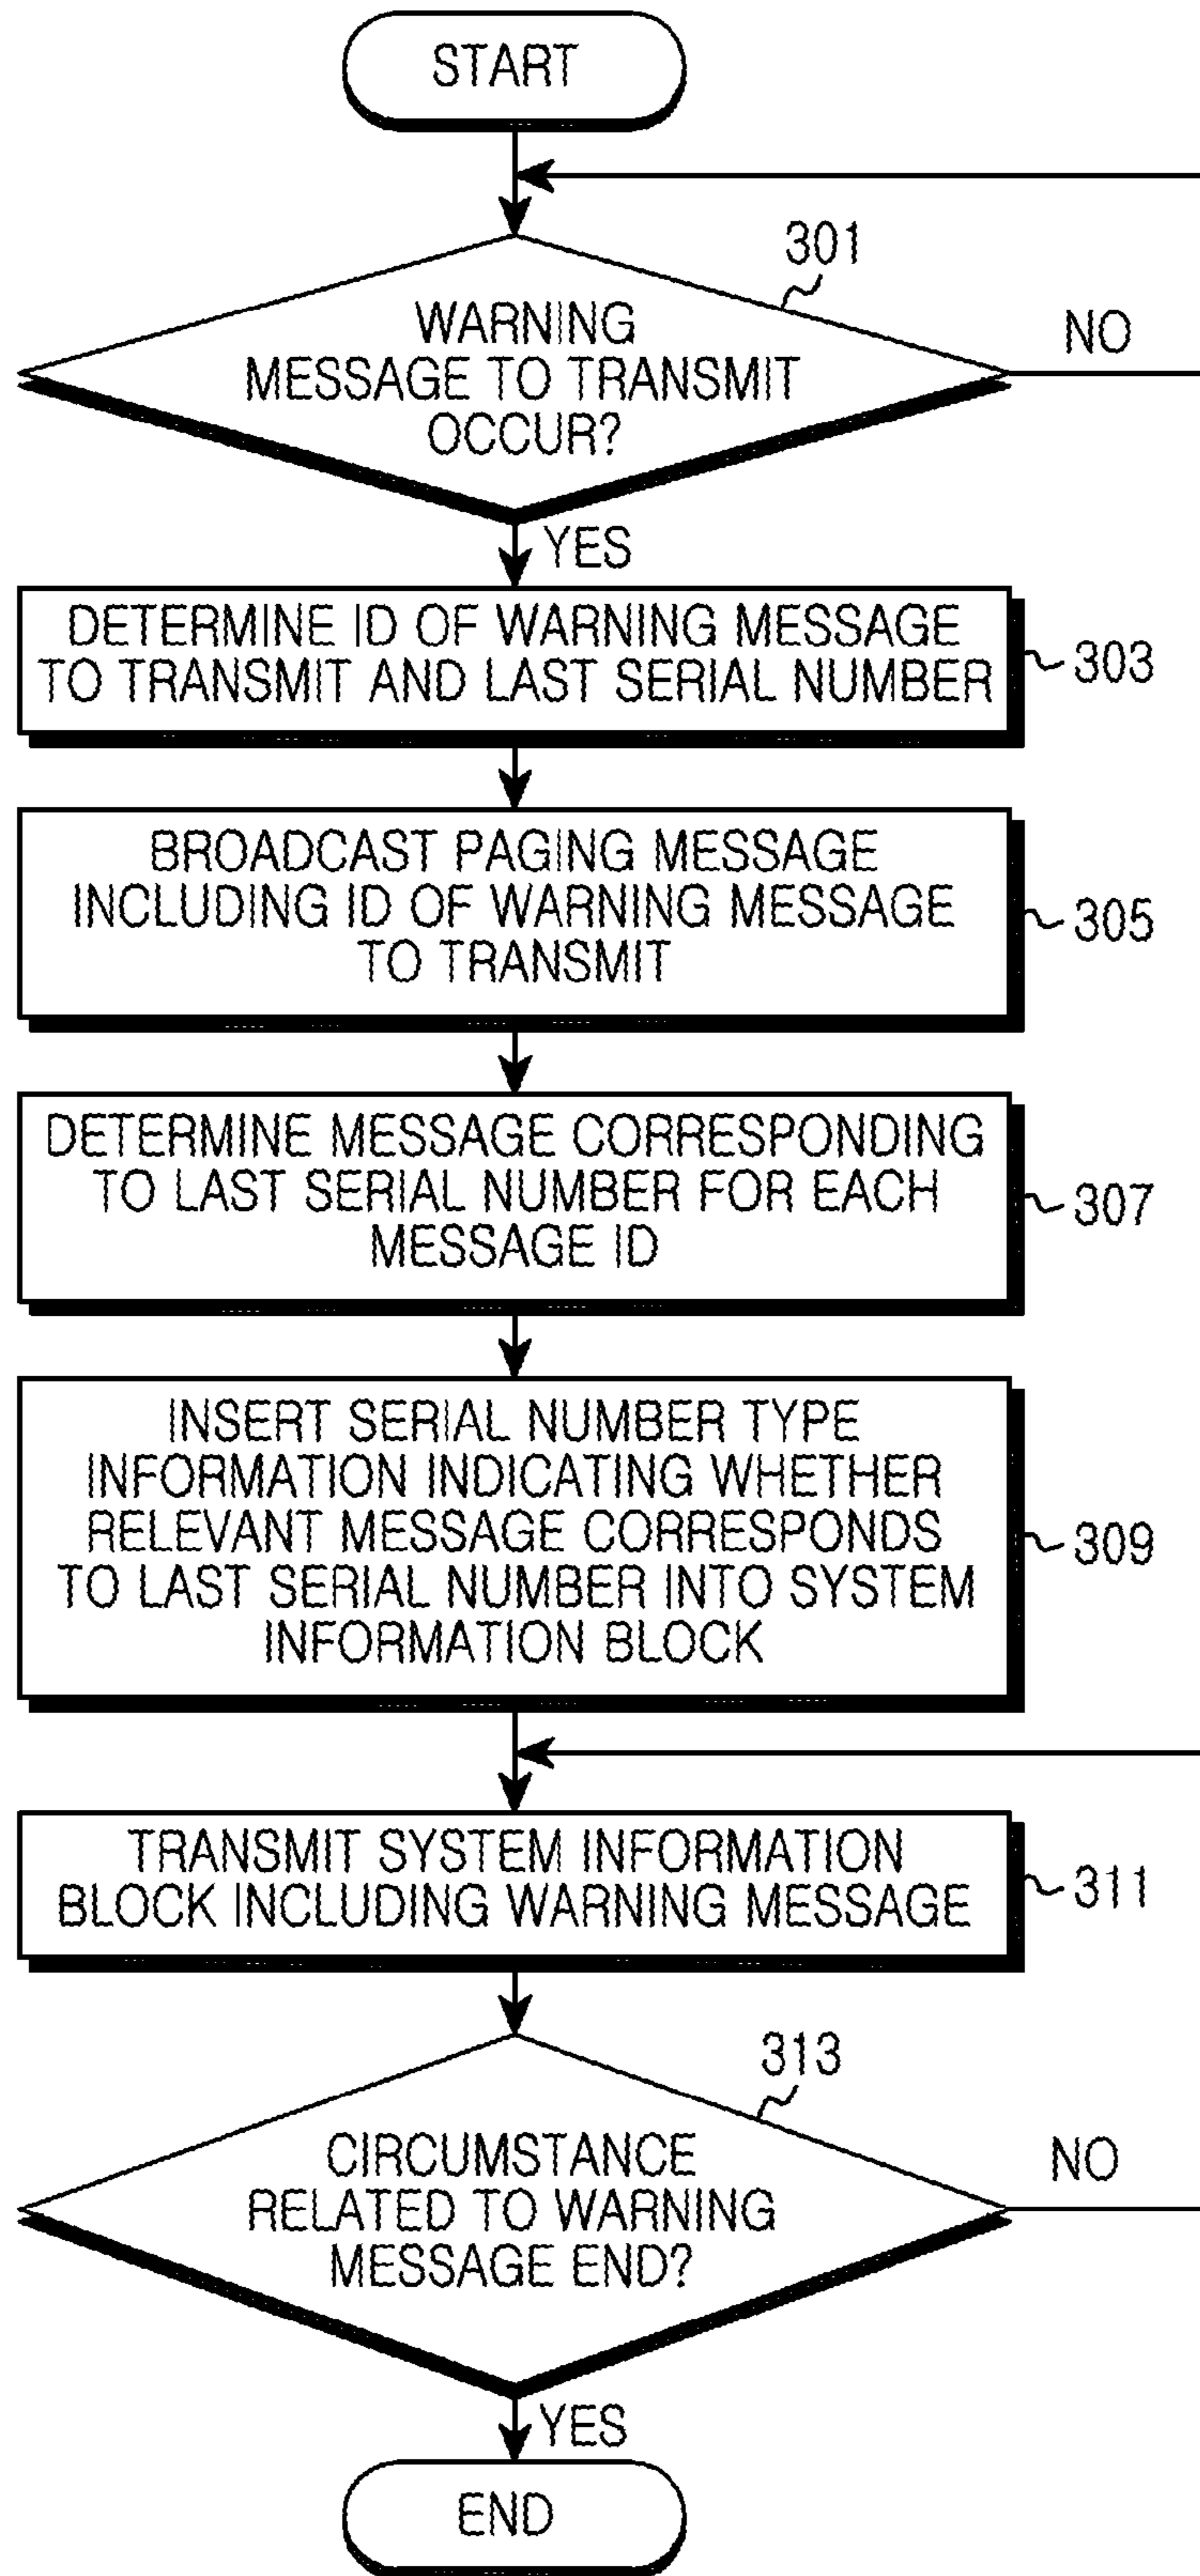 START
301
WARNING
MESSAGE TO TRANSMIT
OCCUR?
NO
YES
DETERMINE ID OF WARNING MESSAGE
TO TRANSMIT AND LAST SERIAL NUMBER
303
BROADCAST PAGING MESSAGE
INCLUDING ID OF WARNING MESSAGE
TO TRANSMIT
305
DETERMINE MESSAGE CORRESPONDING
TO LAST SERIAL NUMBER FOR EACH
MESSAGE ID
307
INSERT SERIAL NUMBER TYPE
INFORMATION INDICATING WHETHER
RELEVANT MESSAGE CORRESPONDS
TO LAST SERIAL NUMBER INTO SYSTEM
INFORMATION BLOCK
309
TRANSMIT SYSTEM INFORMATION
BLOCK INCLUDING WARNING MESSAGE
311
313
CIRCUMSTANCE
RELATED TO WARNING
MESSAGE END?
NO
YES
END